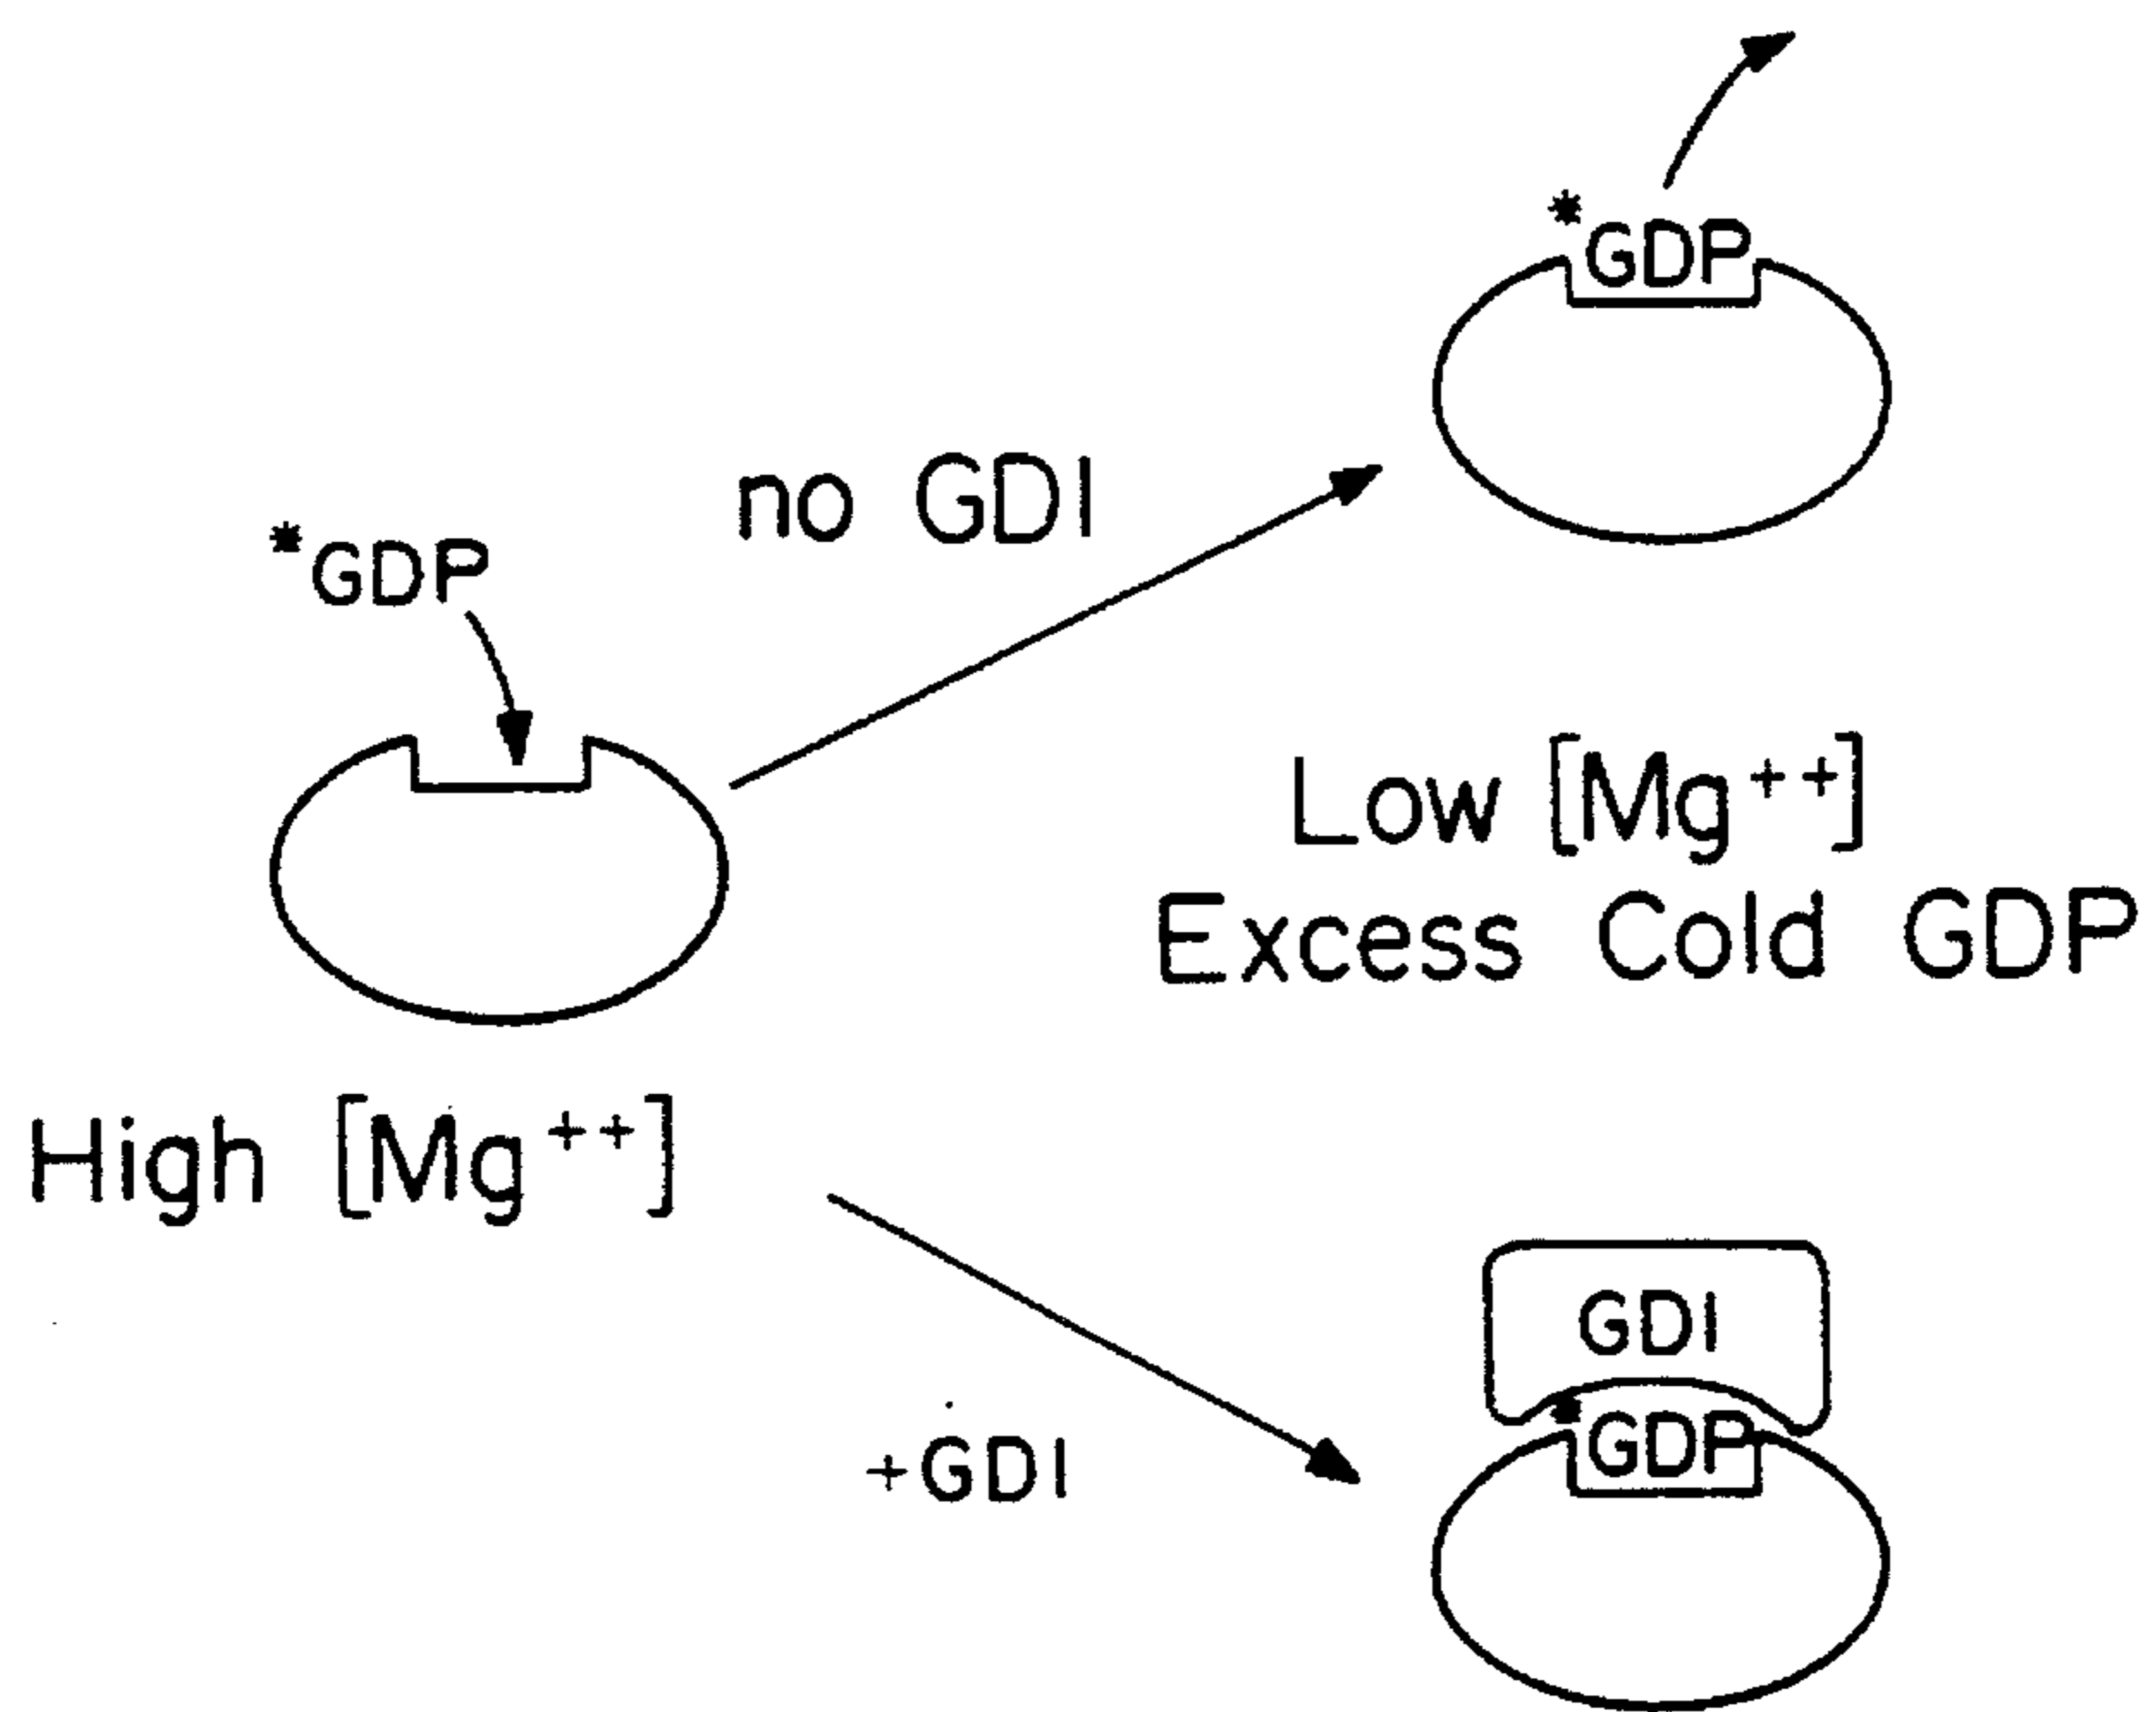 *GDP
no GDI
*GDP
Low [Mg++]
Excess Cold GDP
High [Mg++]
+GDI
GDI
*GDP